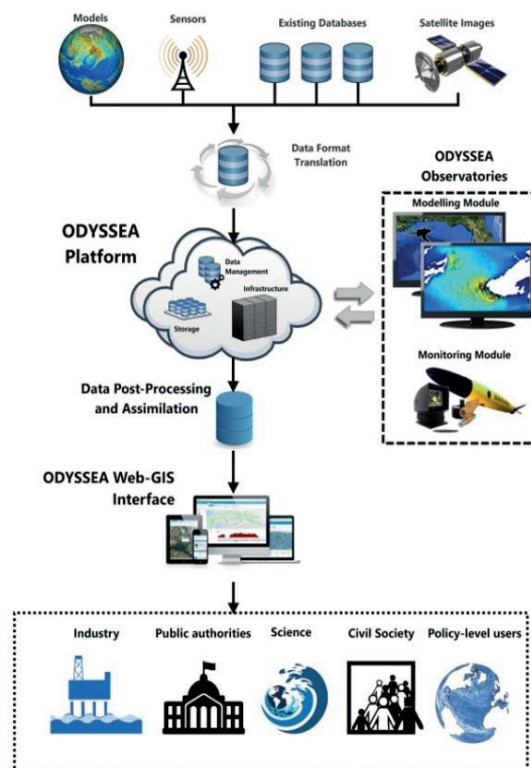 Models
Sensors
Existing Databases
Satellite Images
Data Format
Translation
ODYSSEA
Observatories
Modelling Module
ODYSSEA
Platform
Data
Management
Infrastructure
Storage
Monitoring Module
Data Post-Processing
and Assimilation
ODYSSEA Web-GIS
Interface
Industry
Public authorities
Science
Civil Society
Policy-level users